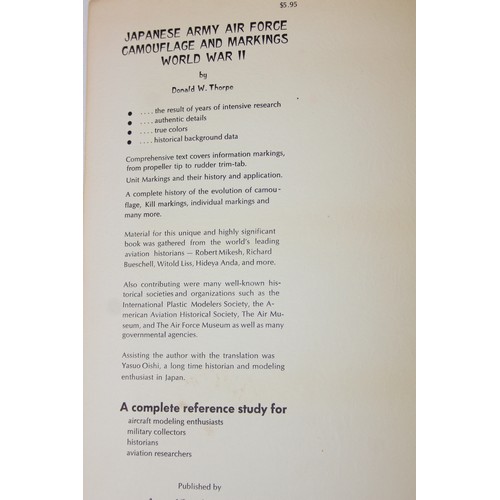 $5.95
JAPANESE ARMY AIR FORCE
CAMOUFLAGE AND MARKINGS
WORLD WAR II
by
Donald W. Thorpe
● .... the result of years of intensive research
● .... authentic details
● .... true colors
● .... historical background data
Comprehensive text covers information markings,
from propeller tip to rudder trim-tab.
Unit Markings and their history and application.
A complete history of the evolution of camou-
flage, Kill markings, individual markings and
many more.
Material for this unique and highly significant
book was gathered from the world's leading
aviation historians — Robert Mikesh, Richard
Bueschell, Witold Liss, Hideya Anda, and more.
Also contributing were many well-known his-
torical societies and organizations such as the
International Plastic Modelers Society, the A-
merican Aviation Historical Society, The Air Mu-
seum, and The Air Force Museum as well as many
governmental agencies.
Assisting the author with the translation was
Yasuo Oishi, a long time historian and modeling
enthusiast in Japan.
A complete reference study for
aircraft modeling enthusiasts
military collectors
historians
aviation researchers
Published by